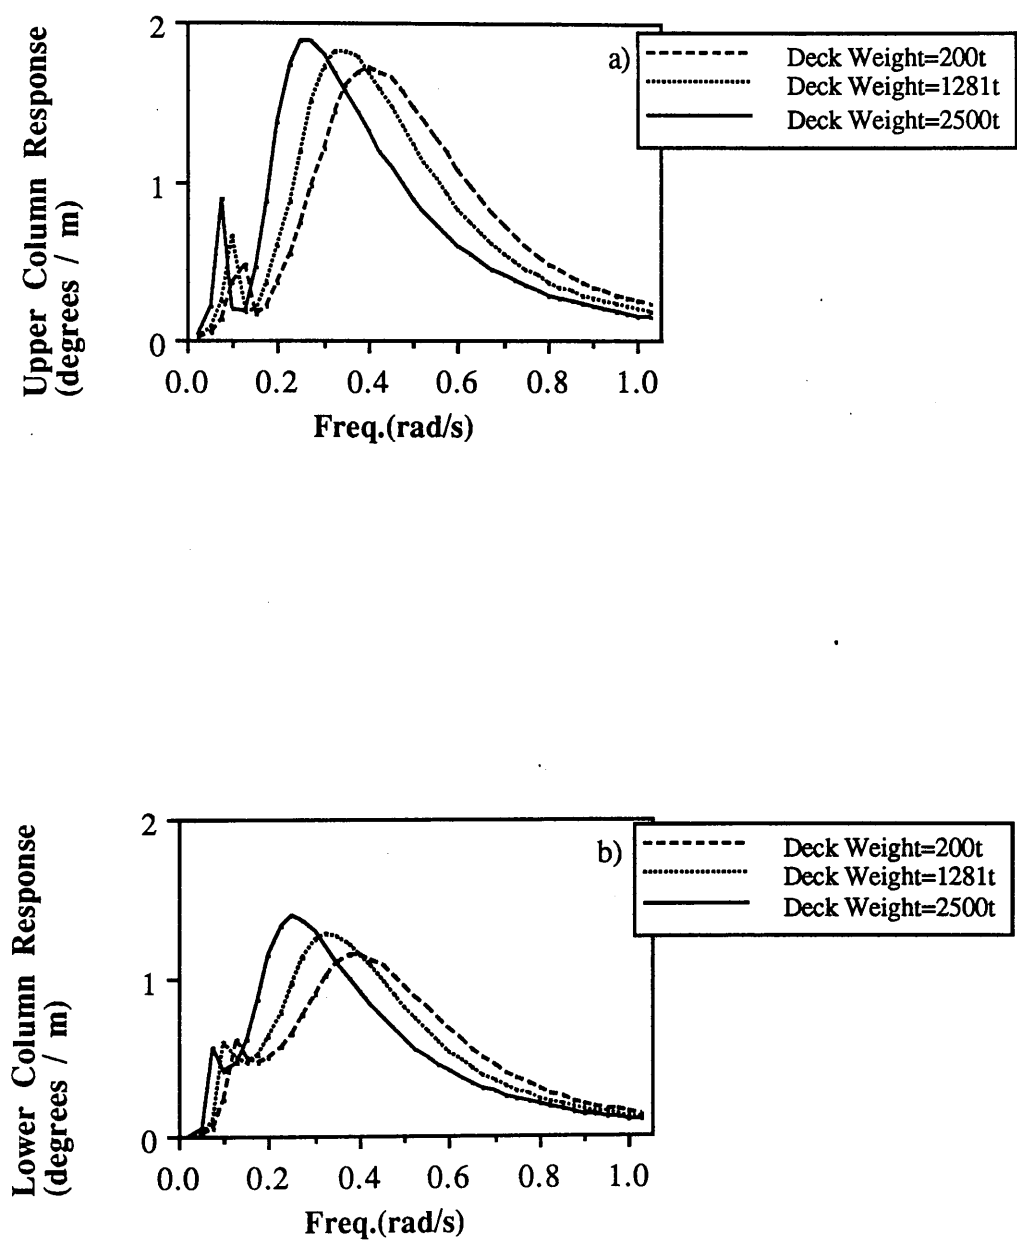 Upper Column Response
(degrees / m)
2
1
0
0.0 0.2 0.4 0.6 0.8 1.0
Freq.(rad/s)
a)
Deck Weight=200t
Deck Weight=1281t
Deck Weight=2500t
Lower Column Response
(degrees / m)
2
1
0
0.0 0.2 0.4 0.6 0.8 1.0
Freq.(rad/s)
b)
Deck Weight=200t
Deck Weight=1281t
Deck Weight=2500t